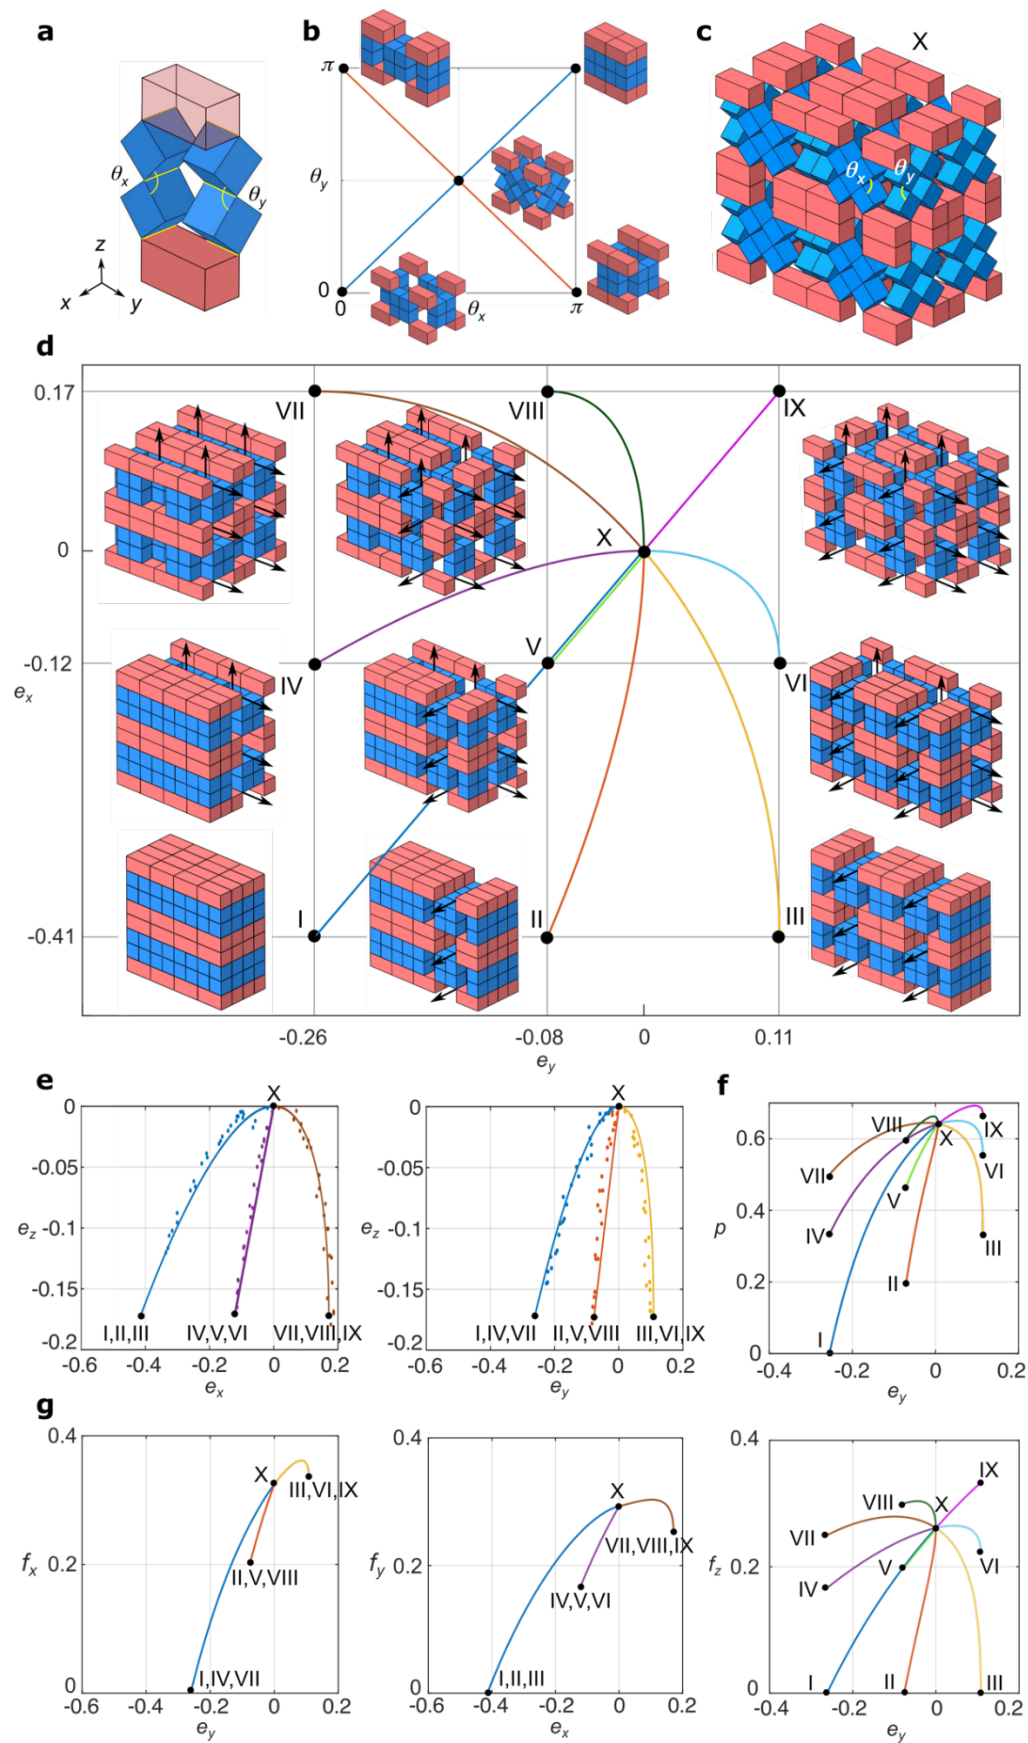 a
b
c
θx
θy
z
x
y
π
θy
0
0
θx
π
X
θx
θy
d
0.17
0
-0.12
ex
-0.41
VII
VIII
IX
X
IV
V
VI
I
II
III
-0.26
-0.08
0
0.11
ey
e
X
0
-0.05
ez
-0.1
-0.15
-0.2
I,II,III
IV,V,VI
VII,VIII,IX
-0.6
-0.4
-0.2
0
0.2
ex
X
0
-0.05
ez
-0.1
-0.15
-0.2
I,IV,VII
II,V,VIII
III,VI,IX
-0.6
-0.4
-0.2
0
0.2
ey
f
0.6
0.4
p
0.2
0
VIII
IX
X
VII
VI
V
IV
III
II
I
-0.4
-0.2
0
0.2
ey
g
0.4
fx
0.2
0
X
III,VI,IX
II,V,VIII
I,IV,VII
-0.6
-0.4
-0.2
0
0.2
ey
0.4
fy
0.2
0
X
VII,VIII,IX
IV,V,VI
I,II,III
-0.6
-0.4
-0.2
0
0.2
ex
0.4
fz
0.2
0
IX
VIII
X
VII
V
VI
IV
I
II
III
-0.4
-0.2
0
0.2
ey